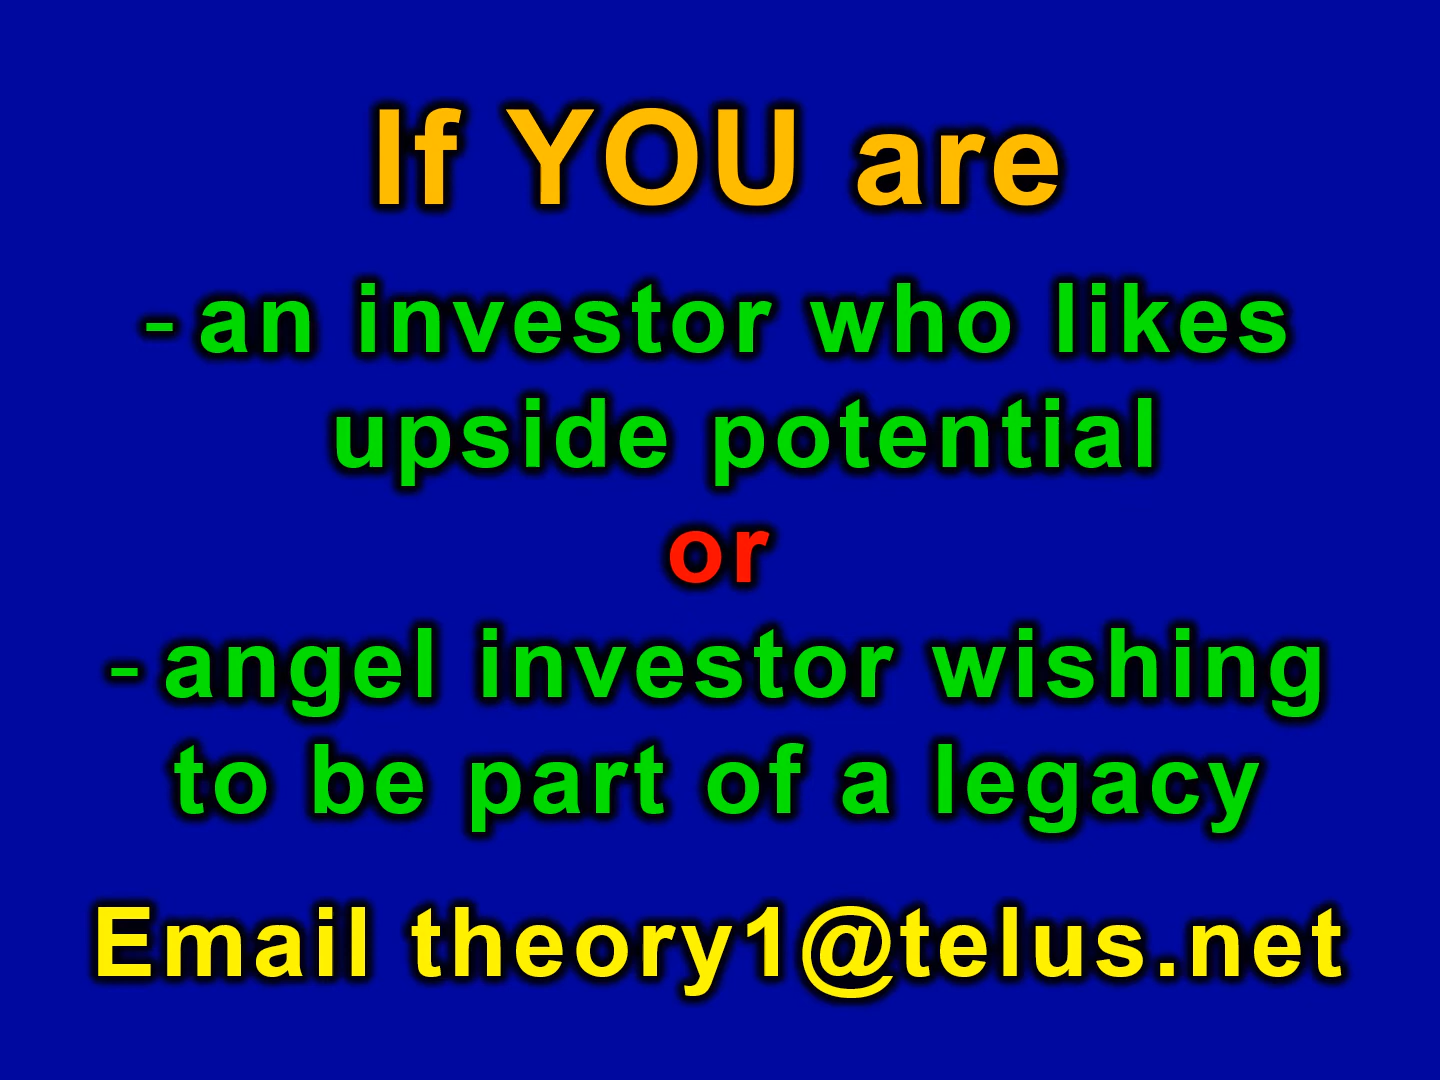 If YOU are
- an investor who likes
upside potential
or
- angel investor wishing
to be part of a legacy
Email theory1@telus.net